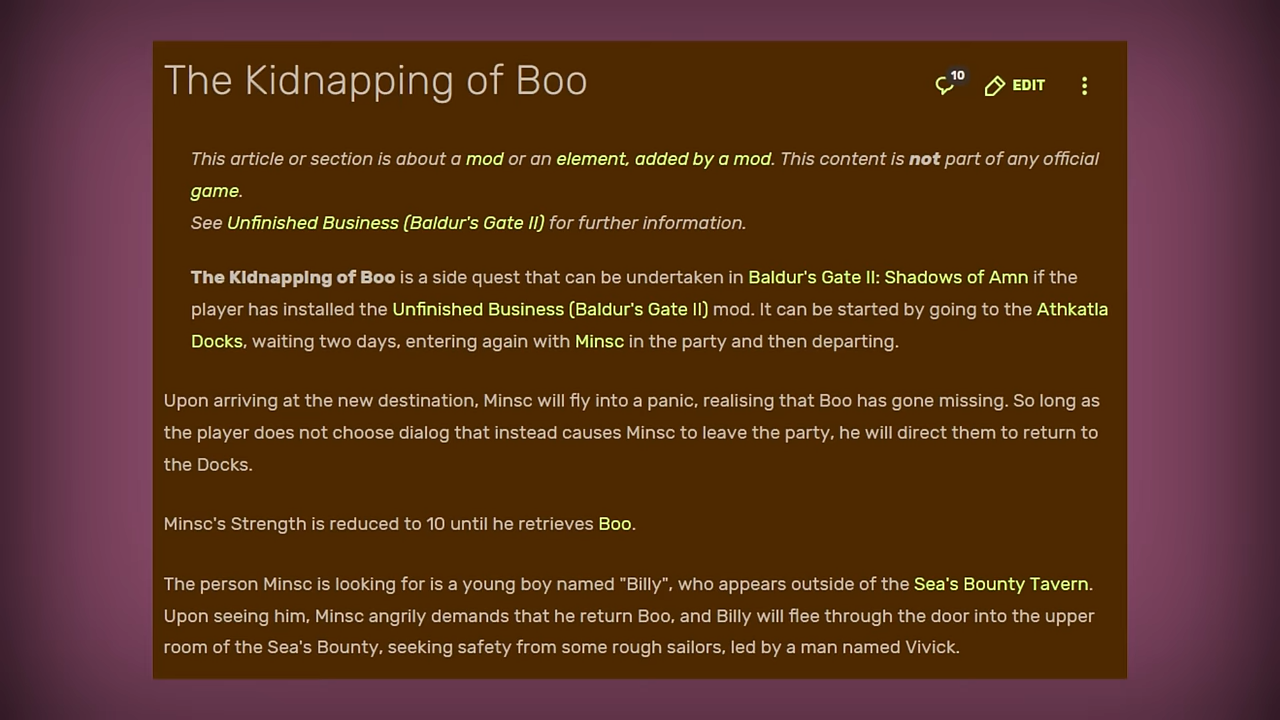 The Kidnapping of Boo
10
EDIT
This article or section is about a mod or an element, added by a mod. This content is not part of any official
game.
See Unfinished Business (Baldur's Gate II) for further information.
The Kidnapping of Boo is a side quest that can be undertaken in Baldur's Gate II: Shadows of Amn if the
player has installed the Unfinished Business (Baldur's Gate II) mod. It can be started by going to the Athkatla
Docks, waiting two days, entering again with Minsc in the party and then departing.
Upon arriving at the new destination, Minsc will fly into a panic, realising that Boo has gone missing. So long as
the player does not choose dialog that instead causes Minsc to leave the party, he will direct them to return to
the Docks.
Minsc's Strength is reduced to 10 until he retrieves Boo.
The person Minsc is looking for is a young boy named "Billy", who appears outside of the Sea's Bounty Tavern.
Upon seeing him, Minsc angrily demands that he return Boo, and Billy will flee through the door into the upper
room of the Sea's Bounty, seeking safety from some rough sailors, led by a man named Vivick.